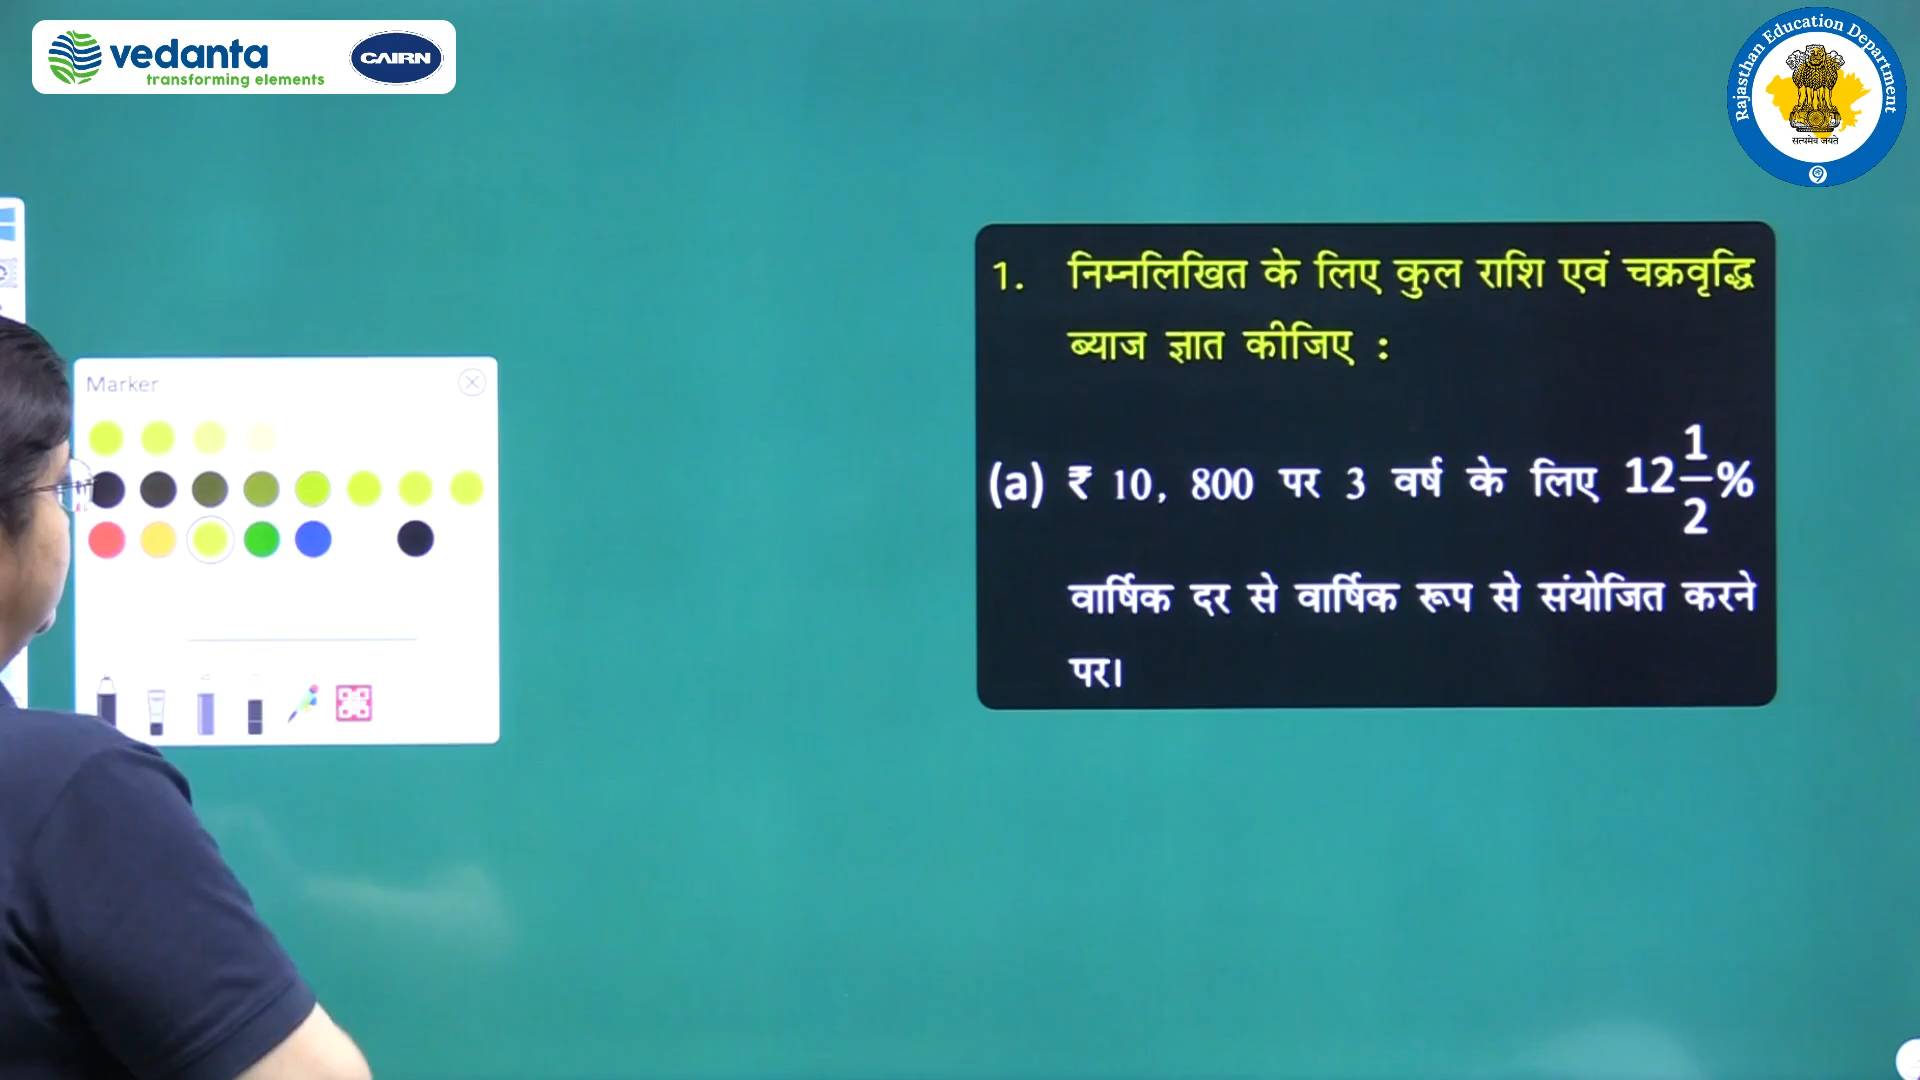 vedanta
transforming elements
CAIRN
Rajasthan Education Department
सत्यमेव जयते
Marker
1. निम्नलिखित के लिए कुल राशि एवं चक्रवृद्धि
ब्याज ज्ञात कीजिए :
(a) ₹ 10, 800 पर 3 वर्ष के लिए 12 1/2 %
वार्षिक दर से वार्षिक रूप से संयोजित करने
पर।